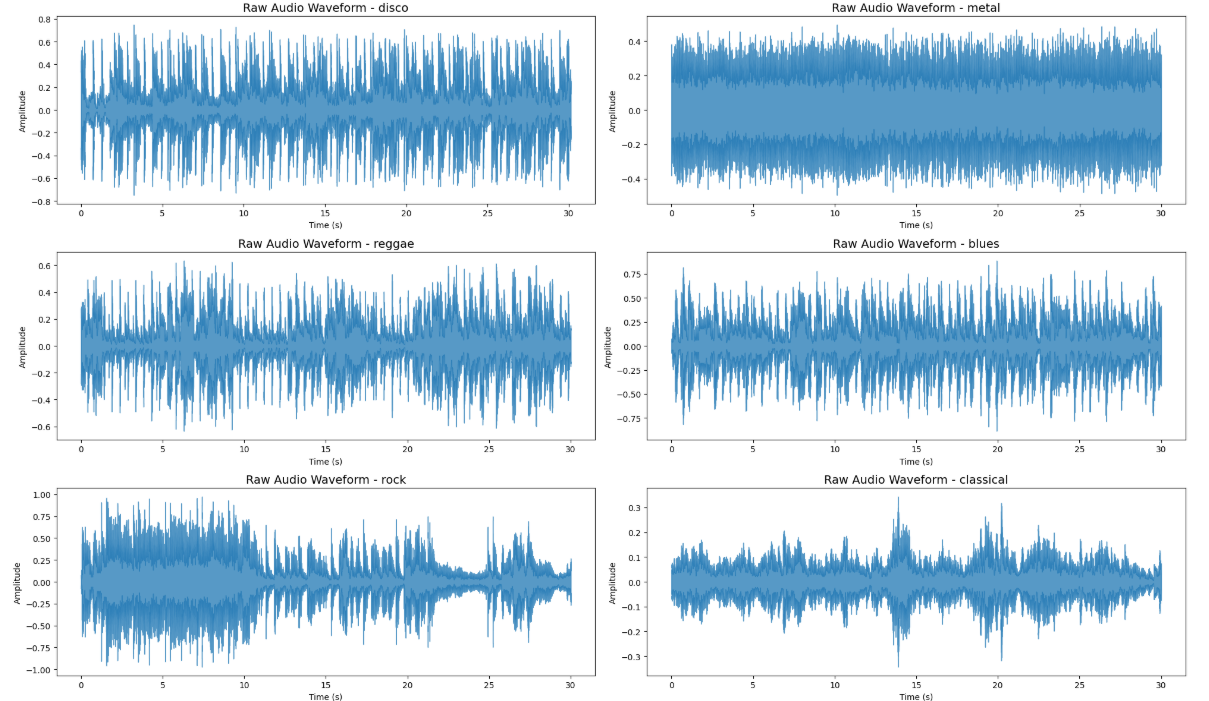 Raw Audio Waveform - disco
0.8
0.6
0.4
0.2
0.0
−0.2
−0.4
−0.6
−0.8
Amplitude
0 5 10 15 20 25 30
Time (s)
Raw Audio Waveform - metal
0.4
0.2
0.0
−0.2
−0.4
Amplitude
0 5 10 15 20 25 30
Time (s)
Raw Audio Waveform - reggae
0.6
0.4
0.2
0.0
−0.2
−0.4
−0.6
Amplitude
0 5 10 15 20 25 30
Time (s)
Raw Audio Waveform - blues
0.75
0.50
0.25
0.00
−0.25
−0.50
−0.75
Amplitude
0 5 10 15 20 25 30
Time (s)
Raw Audio Waveform - rock
1.00
0.75
0.50
0.25
0.00
−0.25
−0.50
−0.75
−1.00
Amplitude
0 5 10 15 20 25 30
Time (s)
Raw Audio Waveform - classical
0.3
0.2
0.1
0.0
−0.1
−0.2
−0.3
Amplitude
0 5 10 15 20 25 30
Time (s)